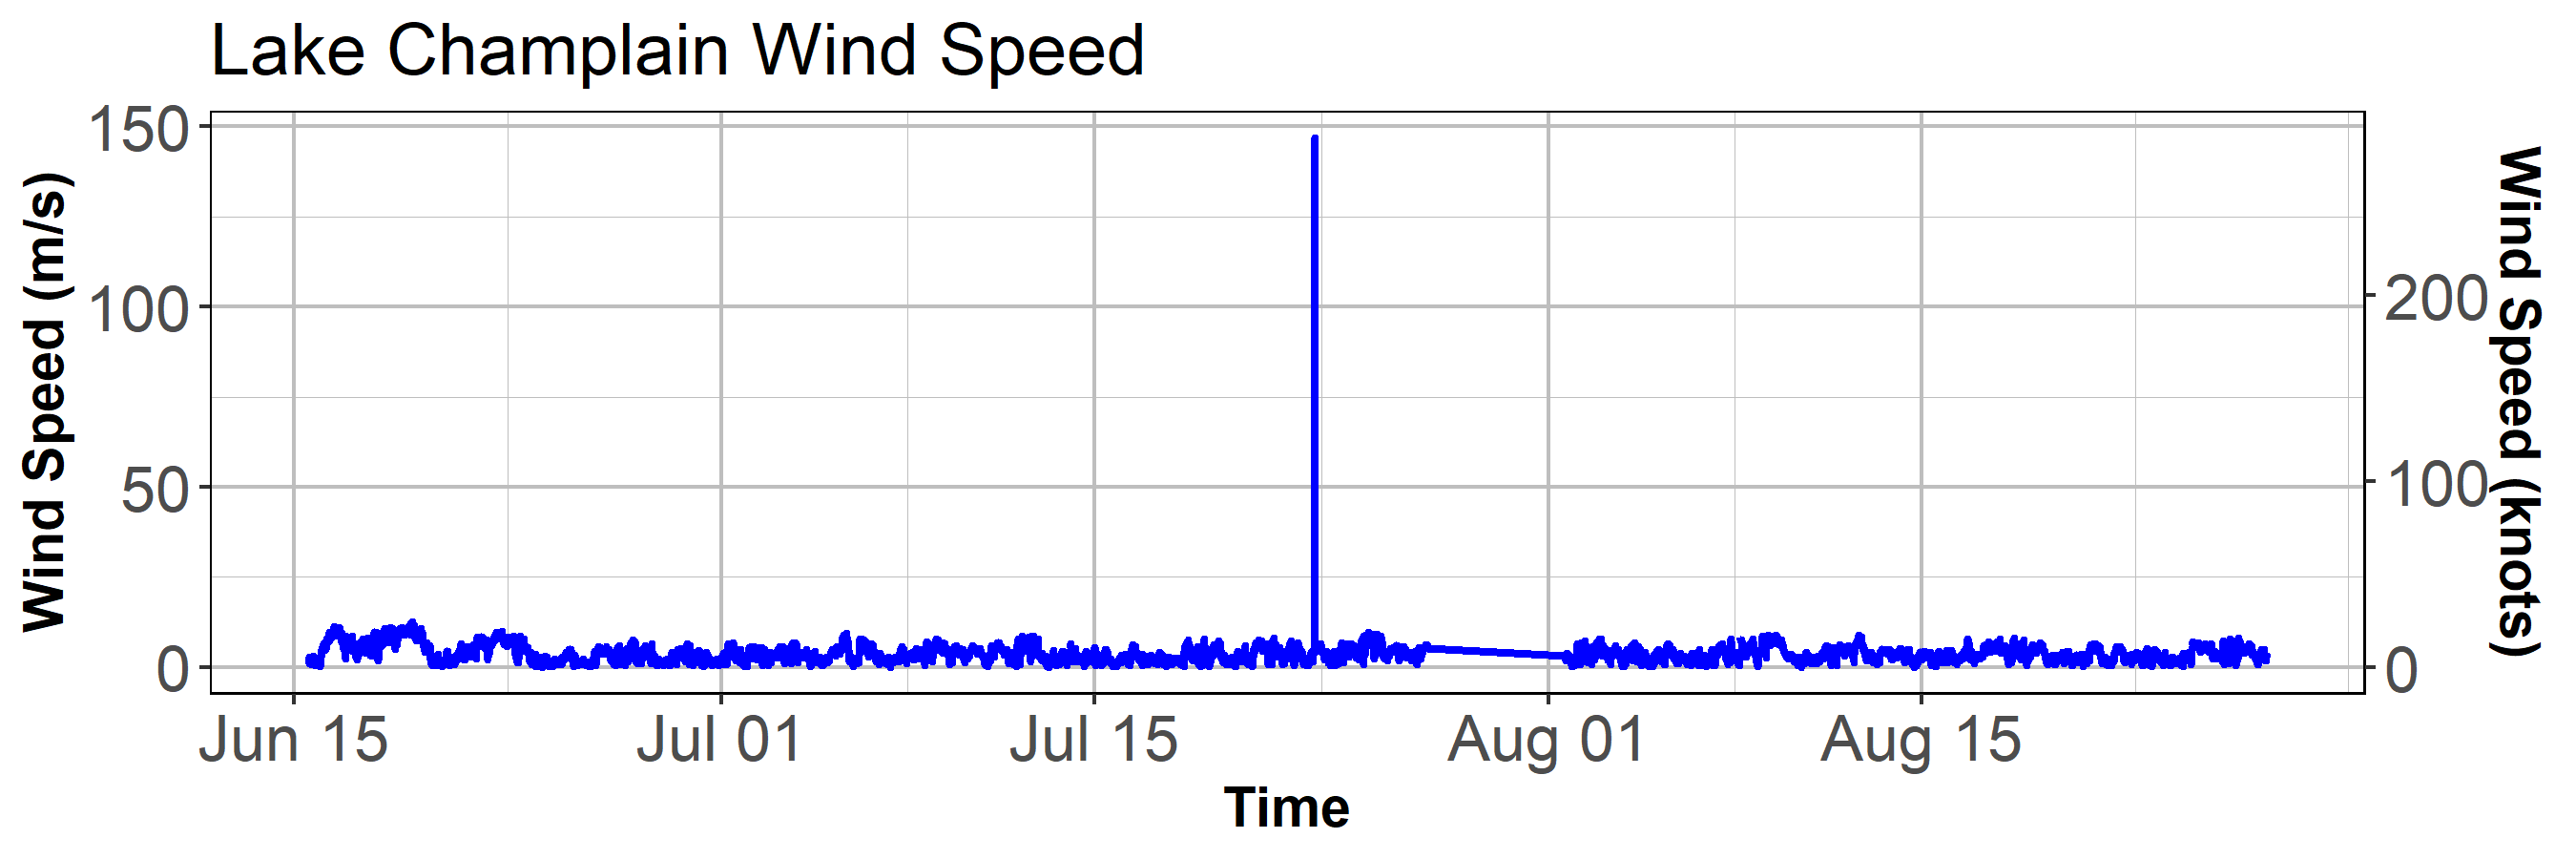 Lake Champlain Wind Speed
Wind Speed (m/s)
150
100
50
0
Wind Speed (knots)
200
100
0
Jun 15
Jul 01
Jul 15
Aug 01
Aug 15
Time